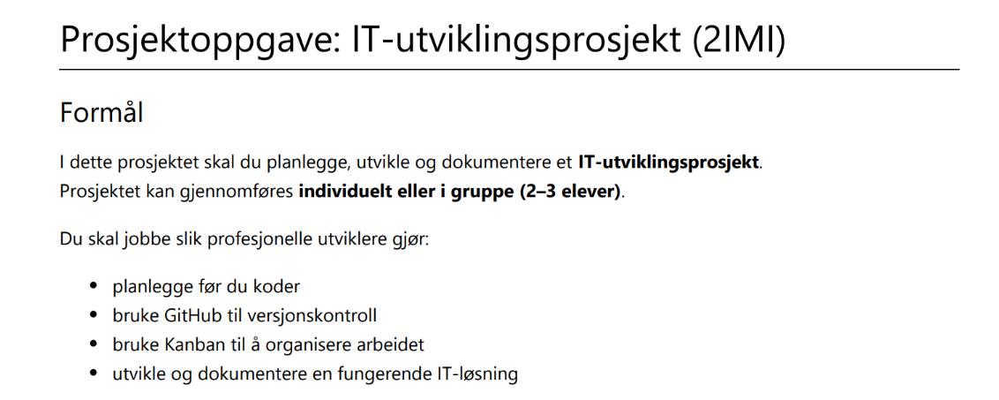 Prosjektoppgave: IT-utviklingsprosjekt (2IMI)
Formål
I dette prosjektet skal du planlegge, utvikle og dokumentere et IT-utviklingsprosjekt.
Prosjektet kan gjennomføres individuelt eller i gruppe (2–3 elever).
Du skal jobbe slik profesjonelle utviklere gjør:
• planlegge før du koder
• bruke GitHub til versjonskontroll
• bruke Kanban til å organisere arbeidet
• utvikle og dokumentere en fungerende IT-løsning